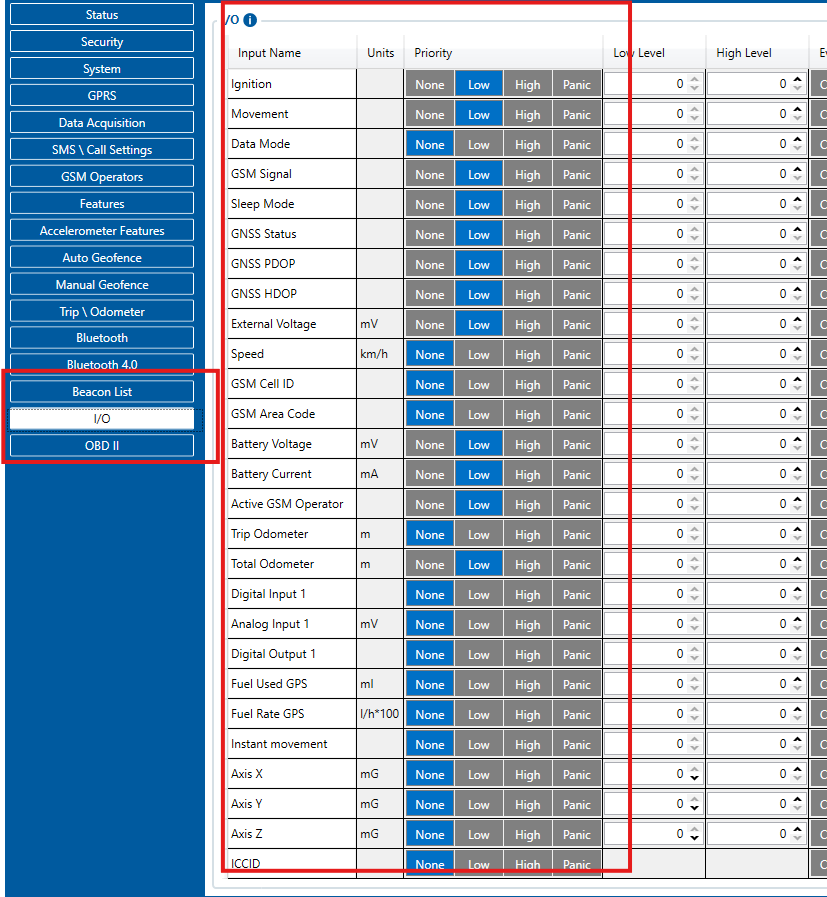 Status
Security
System
GPRS
Data Acquisition
SMS \ Call Settings
GSM Operators
Features
Accelerometer Features
Auto Geofence
Manual Geofence
Trip \ Odometer
Bluetooth
Bluetooth 4.0
Beacon List
I/O
OBD II
I/O
Input Name Units Priority Low Level High Level
Ignition None Low High Panic 0 0
Movement None Low High Panic 0 0
Data Mode None Low High Panic 0 0
GSM Signal None Low High Panic 0 0
Sleep Mode None Low High Panic 0 0
GNSS Status None Low High Panic 0 0
GNSS PDOP None Low High Panic 0 0
GNSS HDOP None Low High Panic 0 0
External Voltage mV None Low High Panic 0 0
Speed km/h None Low High Panic 0 0
GSM Cell ID None Low High Panic 0 0
GSM Area Code None Low High Panic 0 0
Battery Voltage mV None Low High Panic 0 0
Battery Current mA None Low High Panic 0 0
Active GSM Operator None Low High Panic 0 0
Trip Odometer m None Low High Panic 0 0
Total Odometer m None Low High Panic 0 0
Digital Input 1 None Low High Panic 0 0
Analog Input 1 mV None Low High Panic 0 0
Digital Output 1 None Low High Panic 0 0
Fuel Used GPS ml None Low High Panic 0 0
Fuel Rate GPS l/h*100 None Low High Panic 0 0
Instant movement None Low High Panic 0 0
Axis X mG None Low High Panic 0 0
Axis Y mG None Low High Panic 0 0
Axis Z mG None Low High Panic 0 0
ICCID None Low High Panic